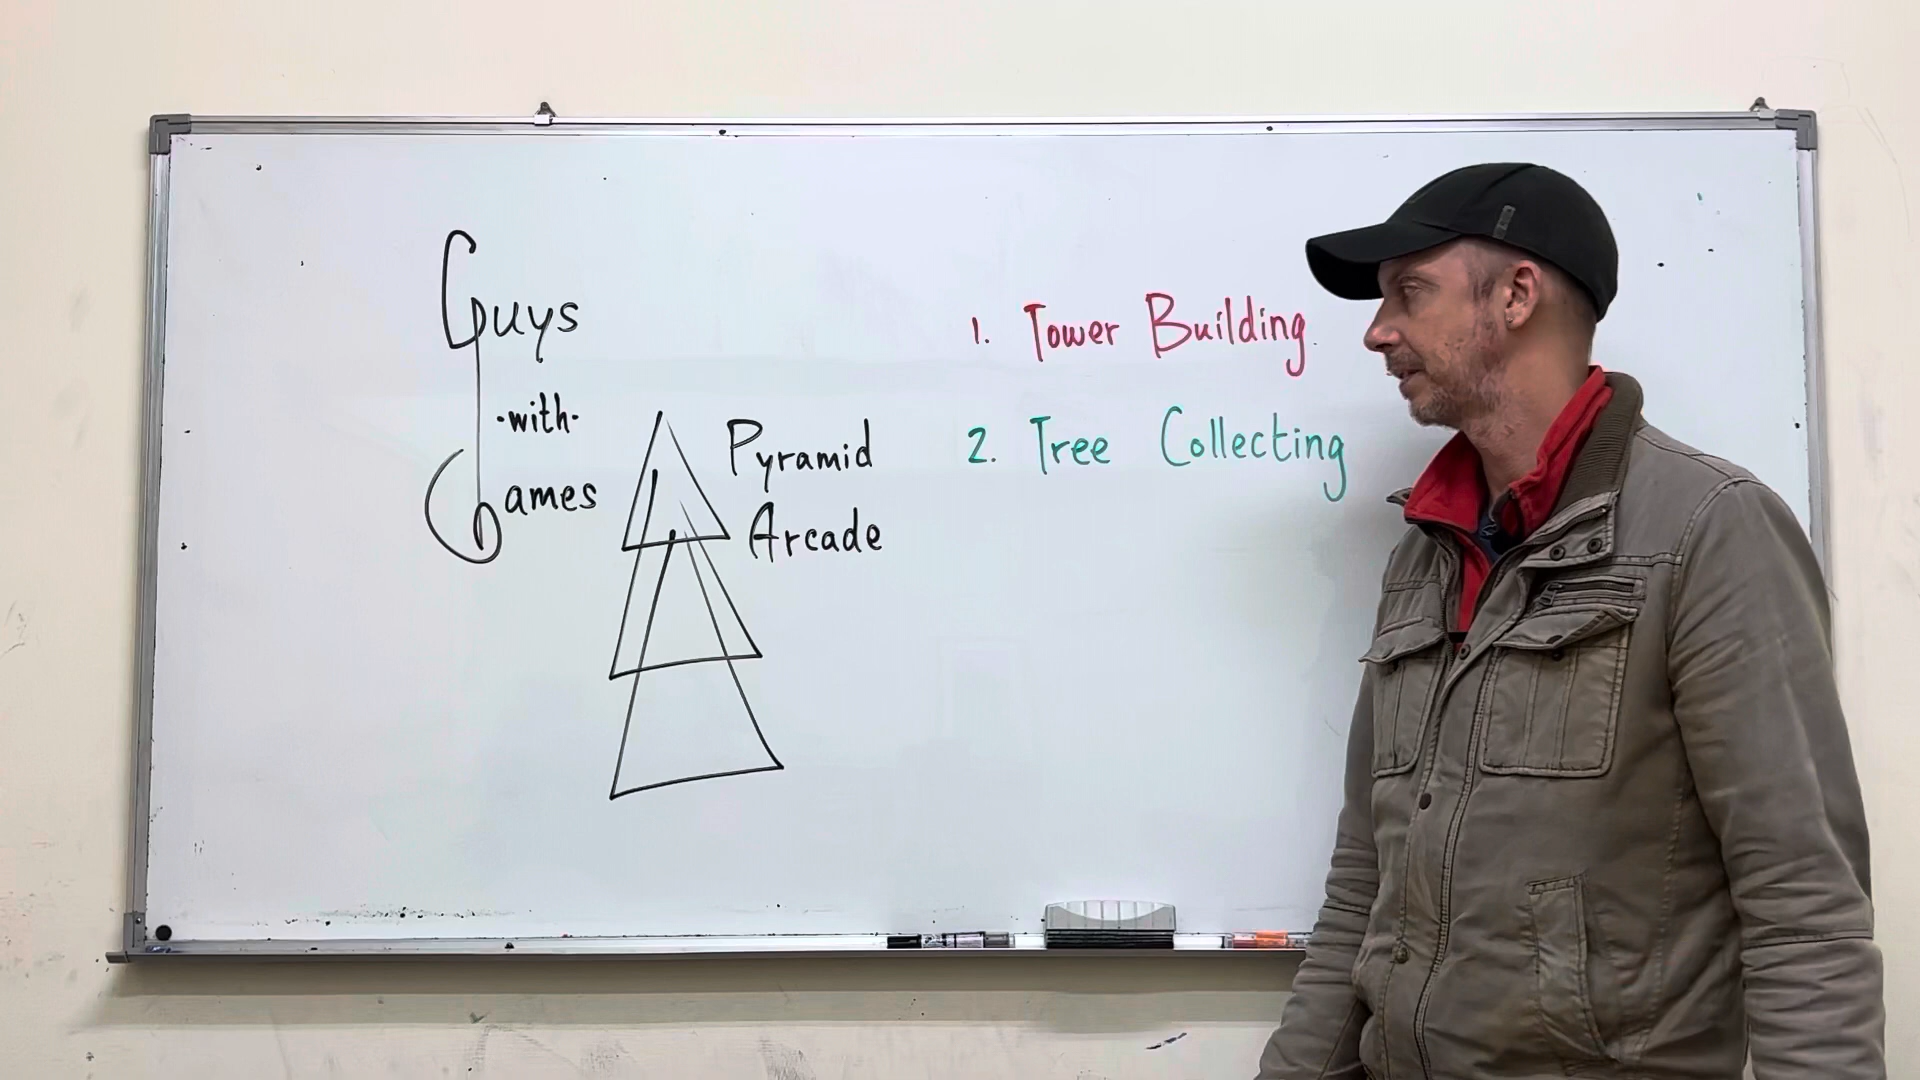 Guys
·with·
Games
Pyramid
Arcade
1. Tower Building
2. Tree Collecting